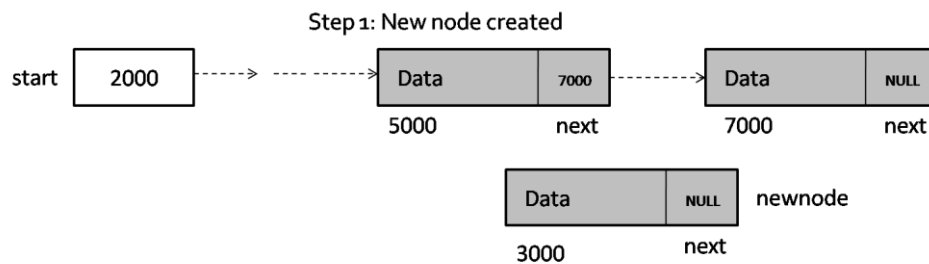 Step 1: New node created
start 2000 Data 7000 Data NULL
5000 next 7000 next
Data NULL newnode
3000 next